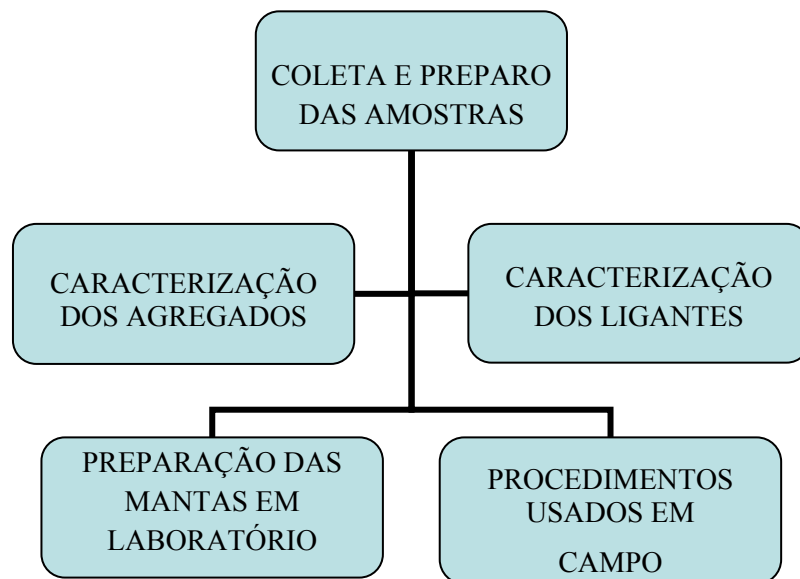 COLETA E PREPARO
DAS AMOSTRAS
CARACTERIZAÇÃO
DOS AGREGADOS
CARACTERIZAÇÃO
DOS LIGANTES
PREPARAÇÃO DAS
MANTAS EM
LABORATÓRIO
PROCEDIMENTOS
USADOS EM
CAMPO